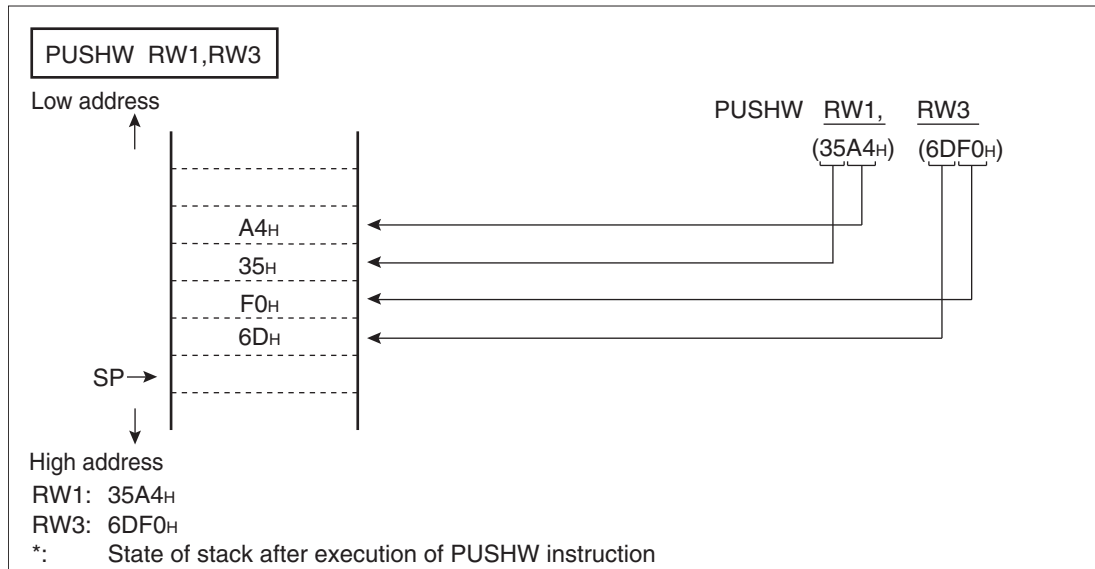 PUSHW RW1,RW3
Low address
PUSHW RW1, RW3
(35A4H) (6DF0H)
A4H
35H
F0H
6DH
SP
High address
RW1: 35A4H
RW3: 6DF0H
*: State of stack after execution of PUSHW instruction